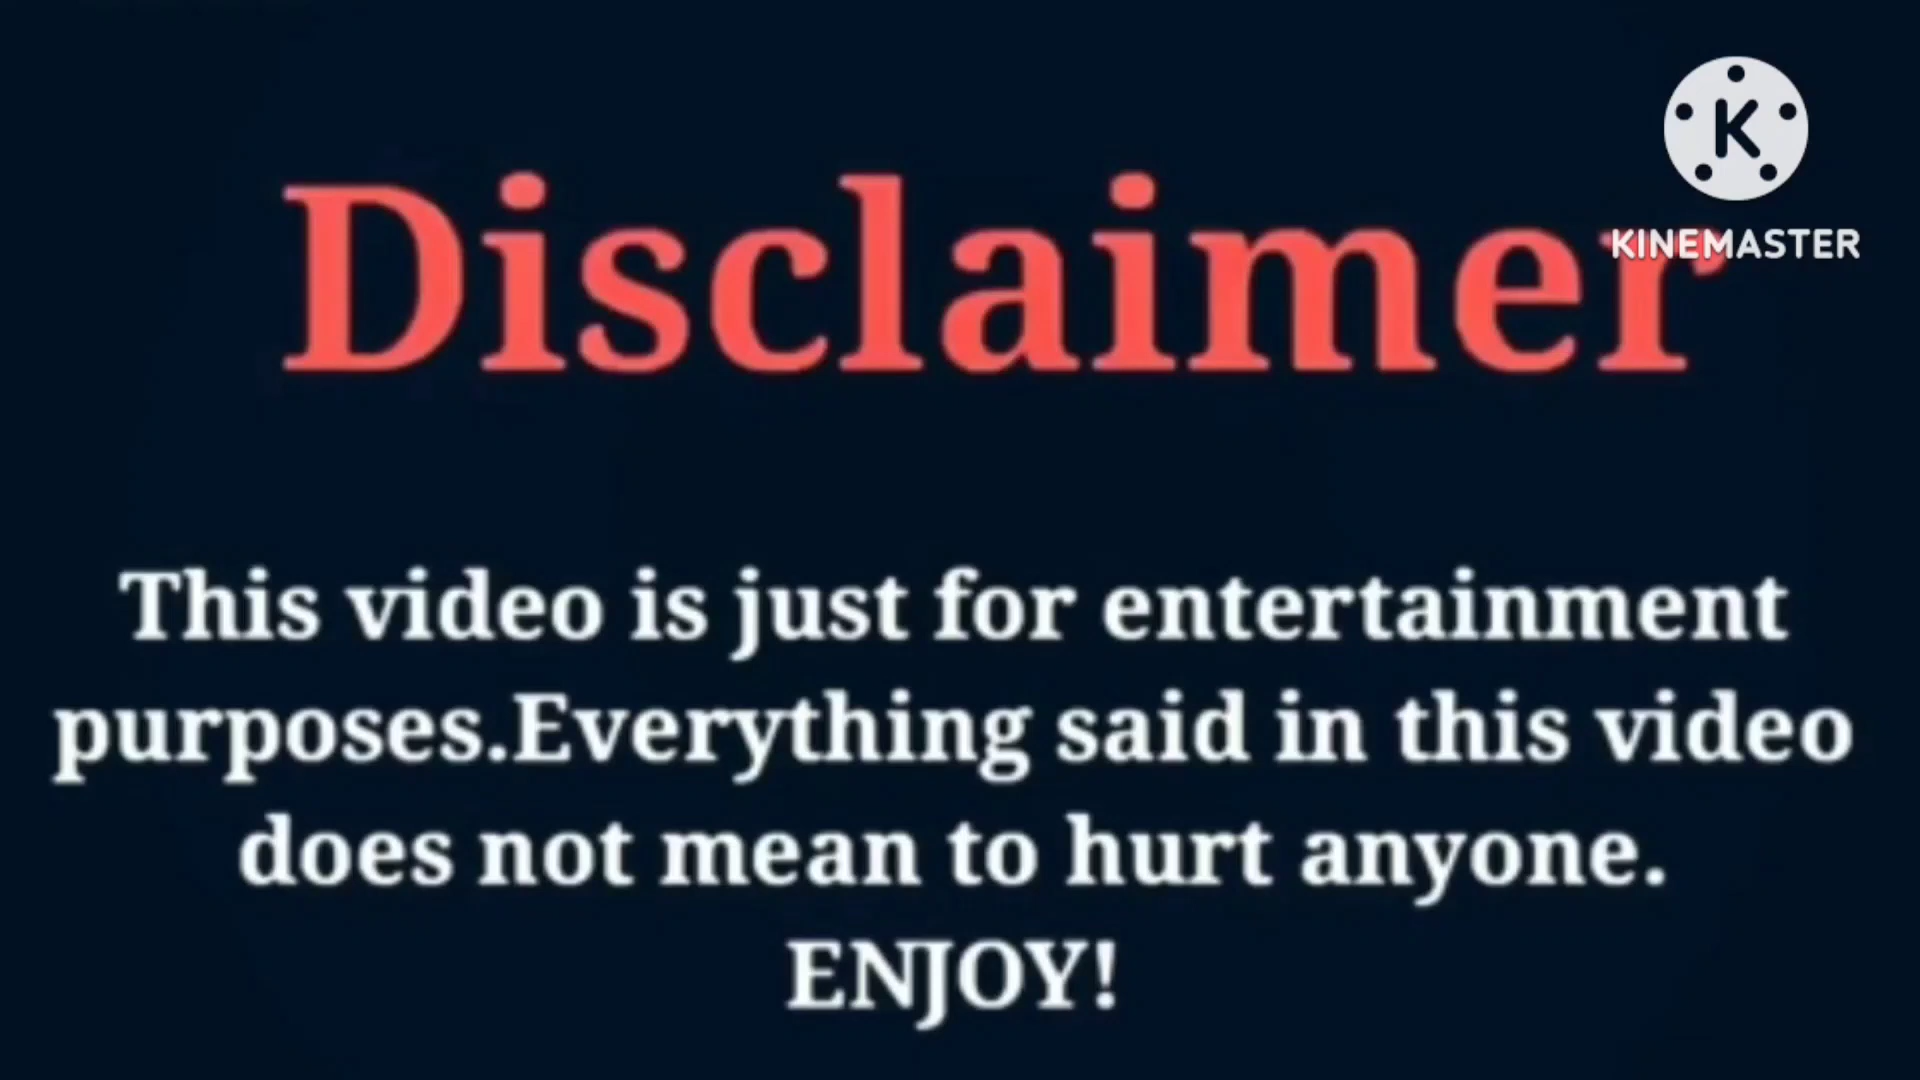 K
KINEMASTER
Disclaimer
This video is just for entertainment
purposes.Everything said in this video
does not mean to hurt anyone.
ENJOY!